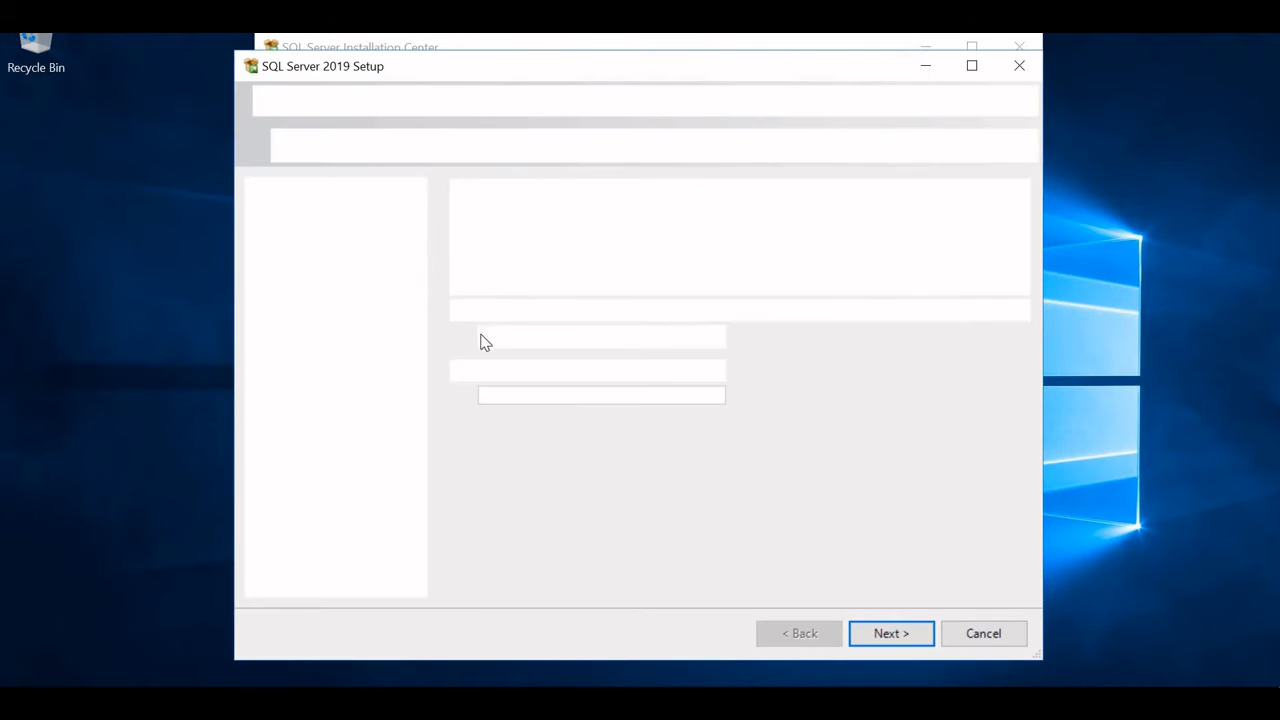 Recycle Bin
SQL Server Installation Center
SQL Server 2019 Setup
< Back
Next >
Cancel